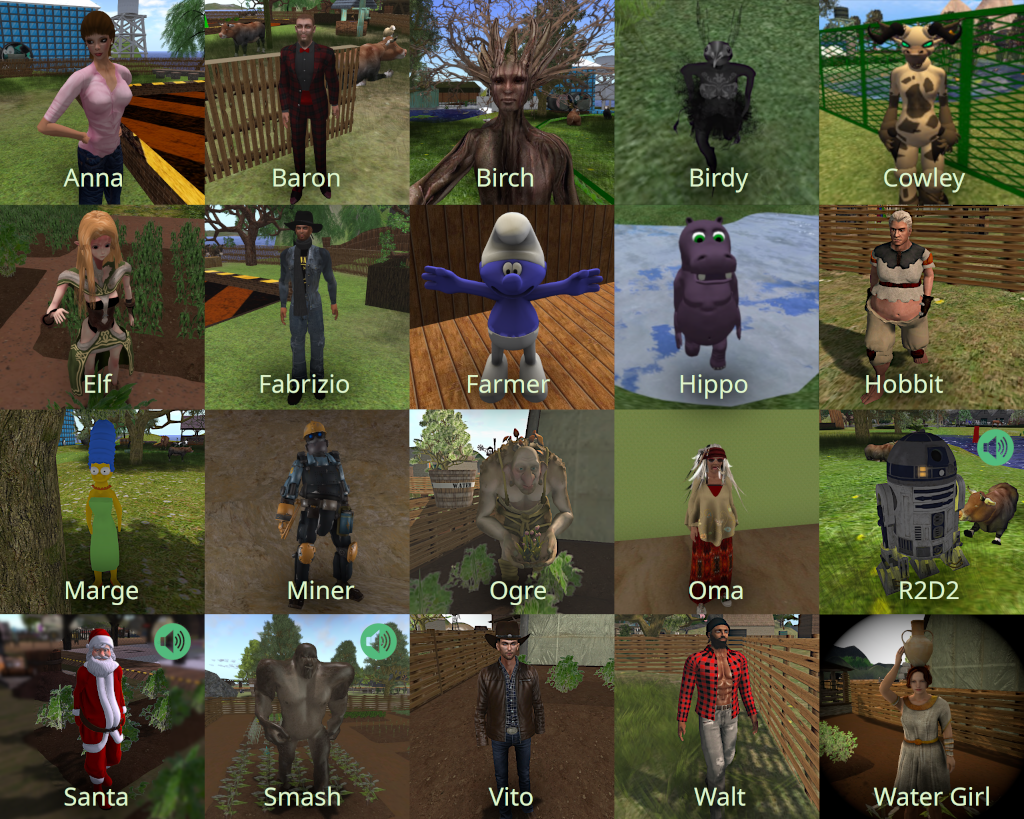 Anna
Baron
Birch
Birdy
Cowley
Elf
Fabrizio
Farmer
Hippo
Hobbit
Marge
Miner
WATER
Ogre
Oma
R2D2
Santa
Smash
Vito
Walt
Water Girl